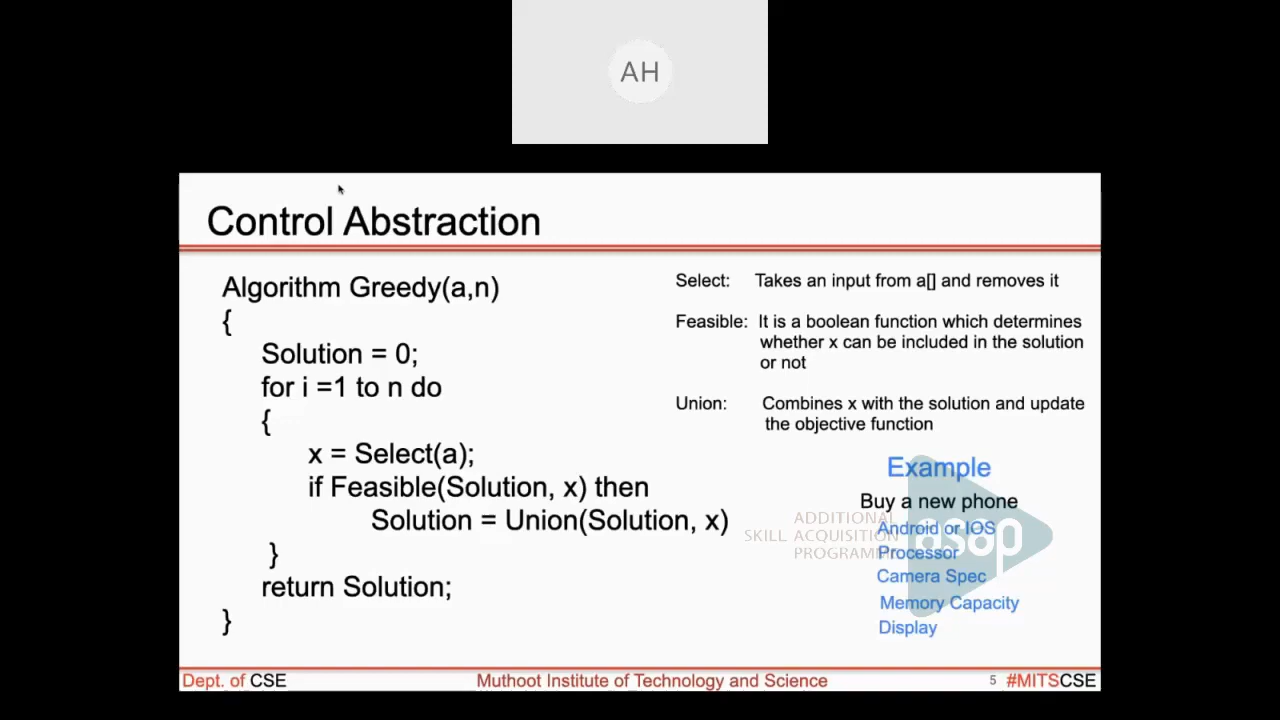 AH
Control Abstraction
Algorithm Greedy(a,n)
{
Solution = 0;
for i =1 to n do
{
x = Select(a);
if Feasible(Solution, x) then
Solution = Union(Solution, x)
}
return Solution;
}
Select: Takes an input from a[] and removes it
Feasible: It is a boolean function which determines
whether x can be included in the solution
or not
Union: Combines x with the solution and update
the objective function
Example
Buy a new phone
Android or IOS
Processor
Camera Spec
Memory Capacity
Display
ADDITIONAL
SKILL ACQUISITION
PROGRAMME
asap
Dept. of CSE
Muthoot Institute of Technology and Science
5 #MITSCSE